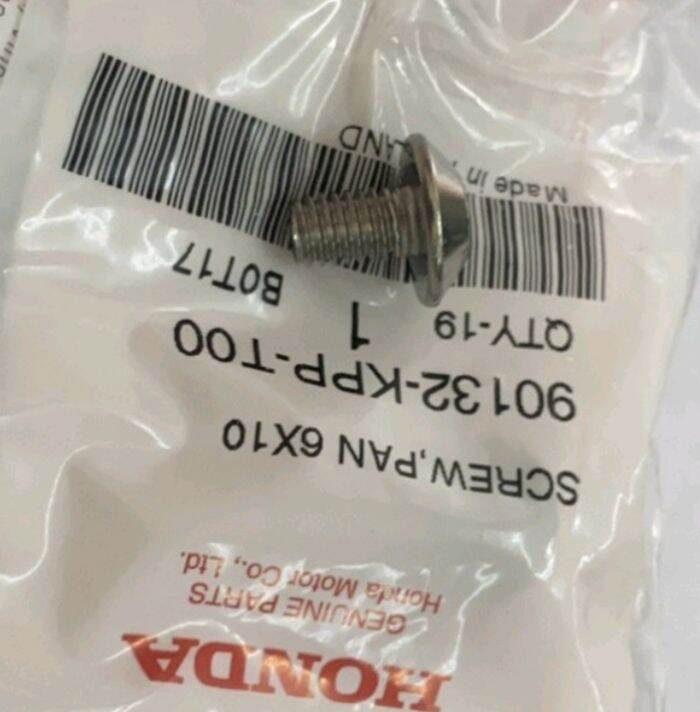 HONDA
GENUINE PARTS
Honda Motor Co., Ltd.
SCREW,PAN 6X10
90132-KPP-T00
QTY-19 1 B0T17
Made in